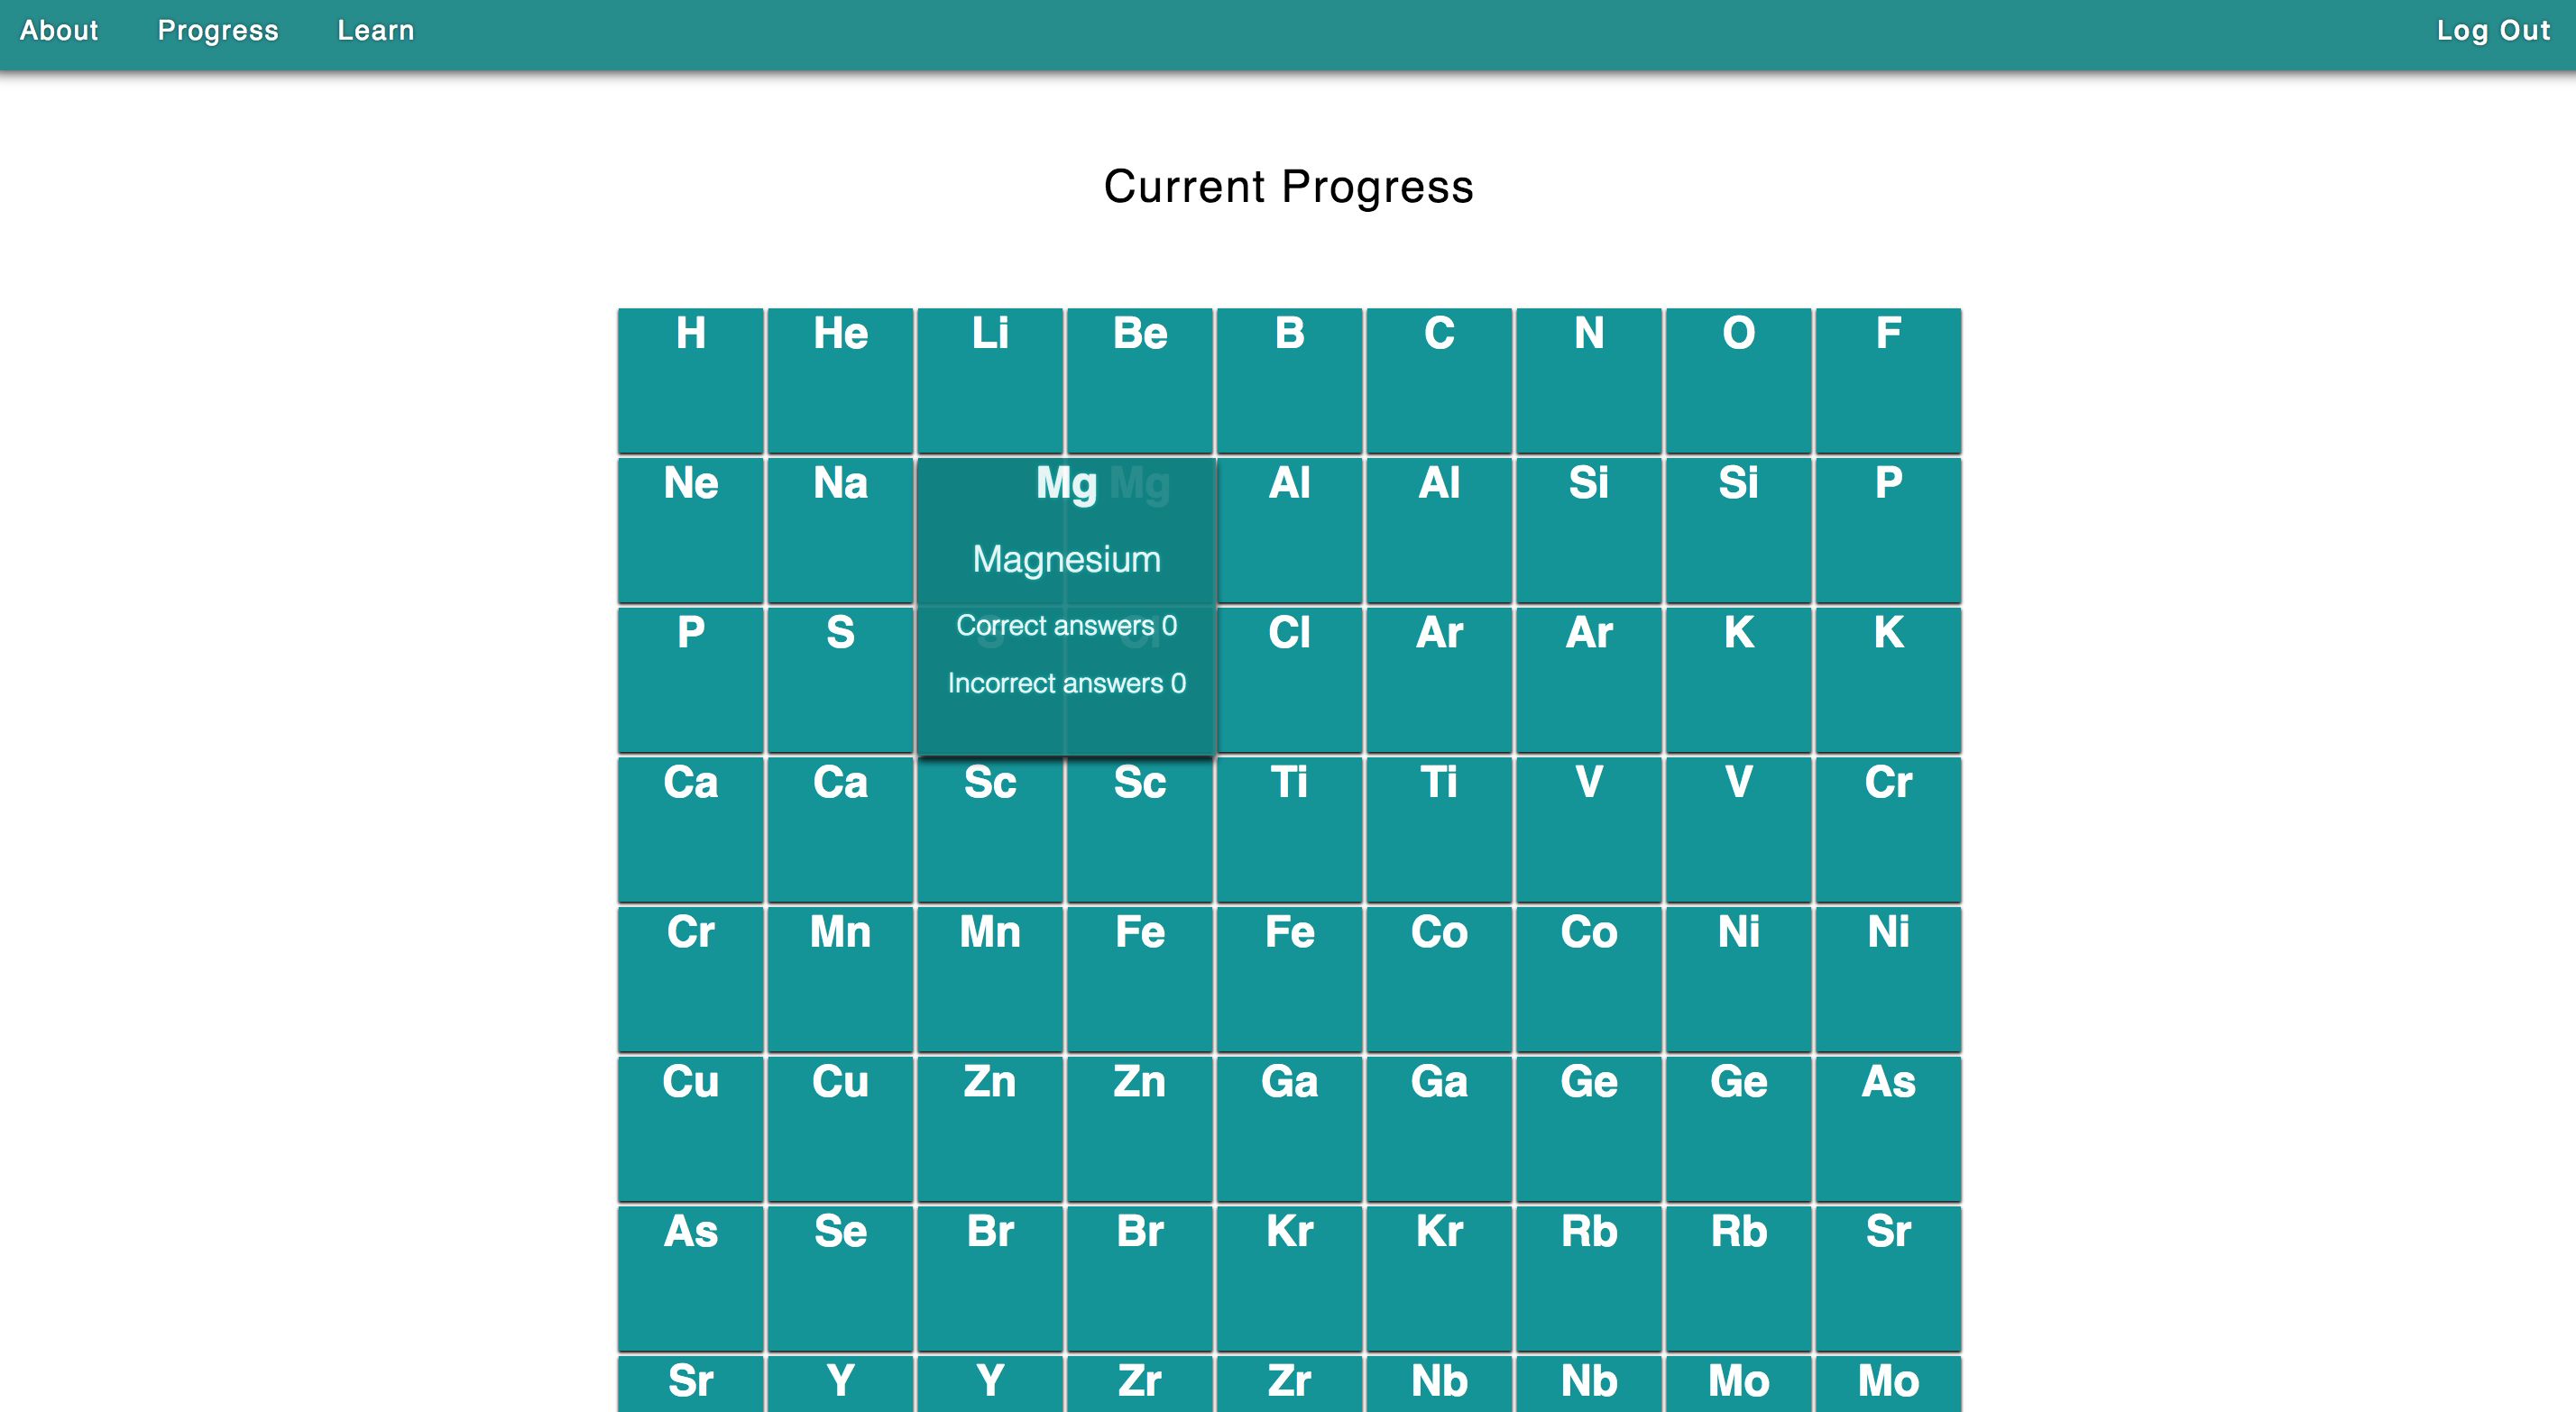 About Progress Learn Log Out
Current Progress
H He Li Be B C N O F
Ne Na Mg Mg Al Al Si Si P
Magnesium
P S S Cl Cl Ar Ar K K
Correct answers 0
Incorrect answers 0
Ca Ca Sc Sc Ti Ti V V Cr
Cr Mn Mn Fe Fe Co Co Ni Ni
Cu Cu Zn Zn Ga Ga Ge Ge As
As Se Br Br Kr Kr Rb Rb Sr
Sr Y Y Zr Zr Nb Nb Mo Mo